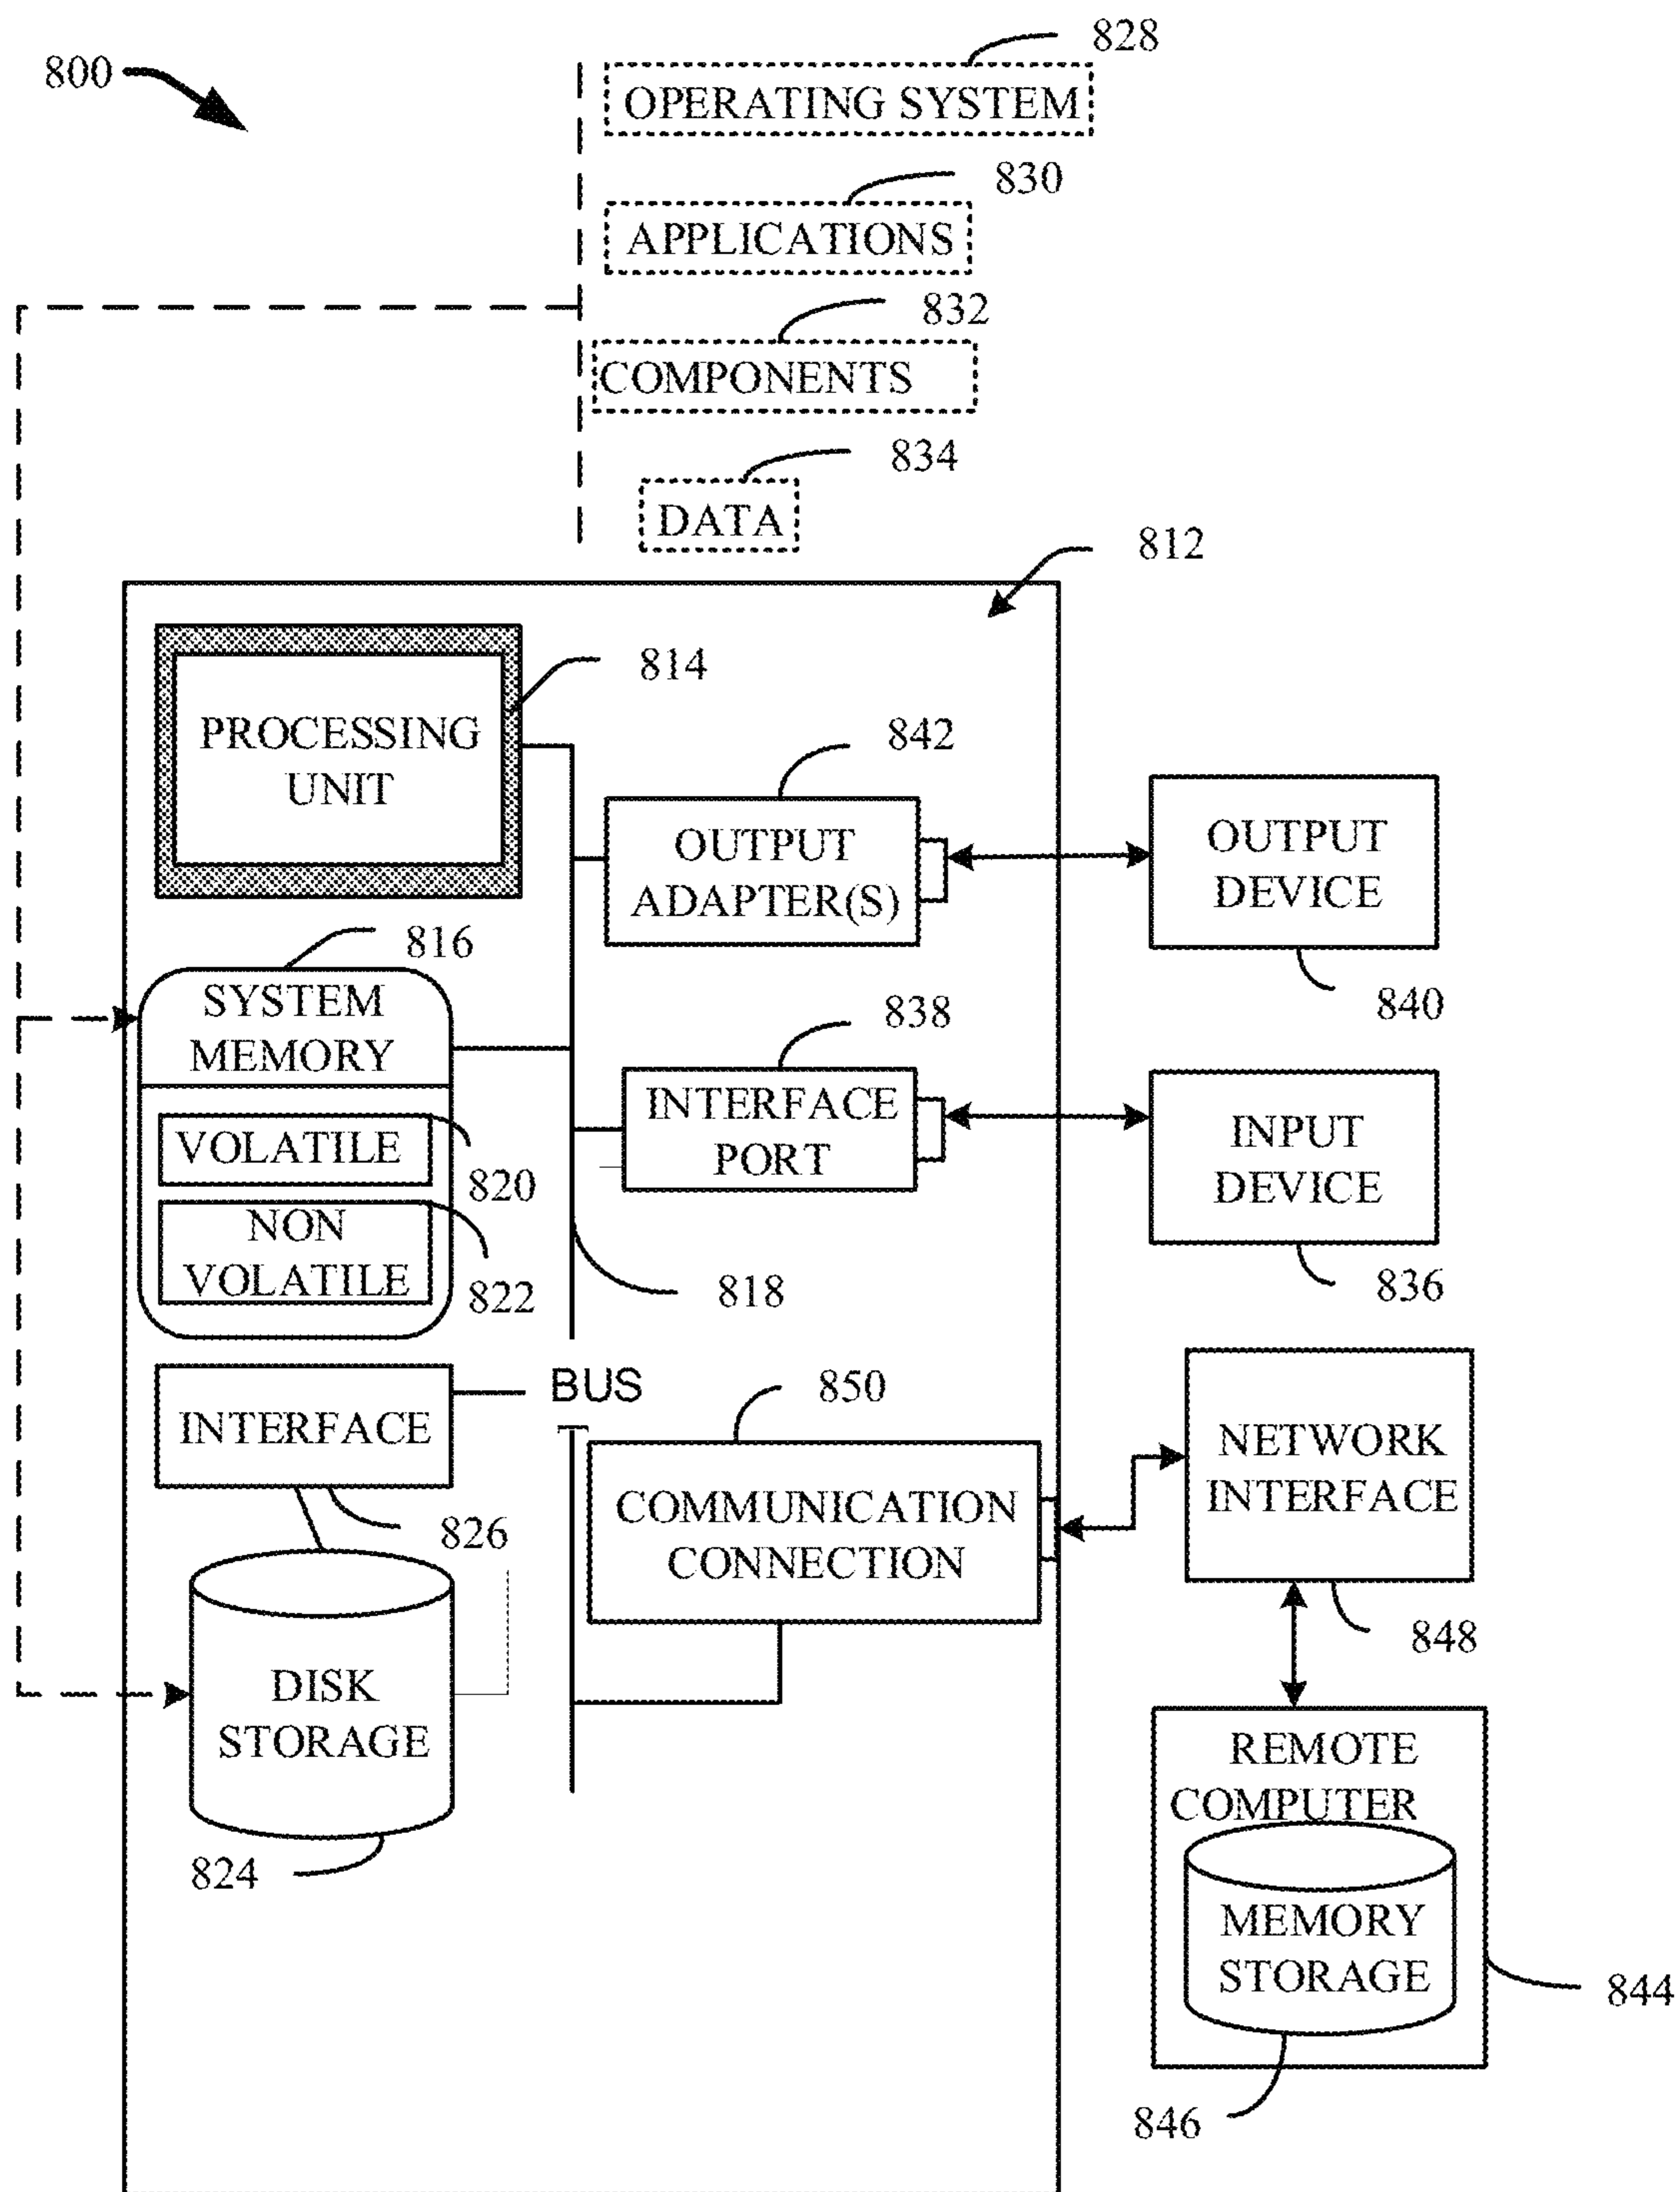 800
828
OPERATING SYSTEM
830
APPLICATIONS
832
COMPONENTS
834
DATA
812
814
PROCESSING
UNIT
842
OUTPUT
ADAPTER(S)
OUTPUT
DEVICE
840
816
SYSTEM
MEMORY
VOLATILE
820
NON
VOLATILE
822
838
INTERFACE
PORT
INPUT
DEVICE
836
818
INTERFACE
BUS
826
850
COMMUNICATION
CONNECTION
NETWORK
INTERFACE
848
DISK
STORAGE
824
REMOTE
COMPUTER
MEMORY
STORAGE
844
846